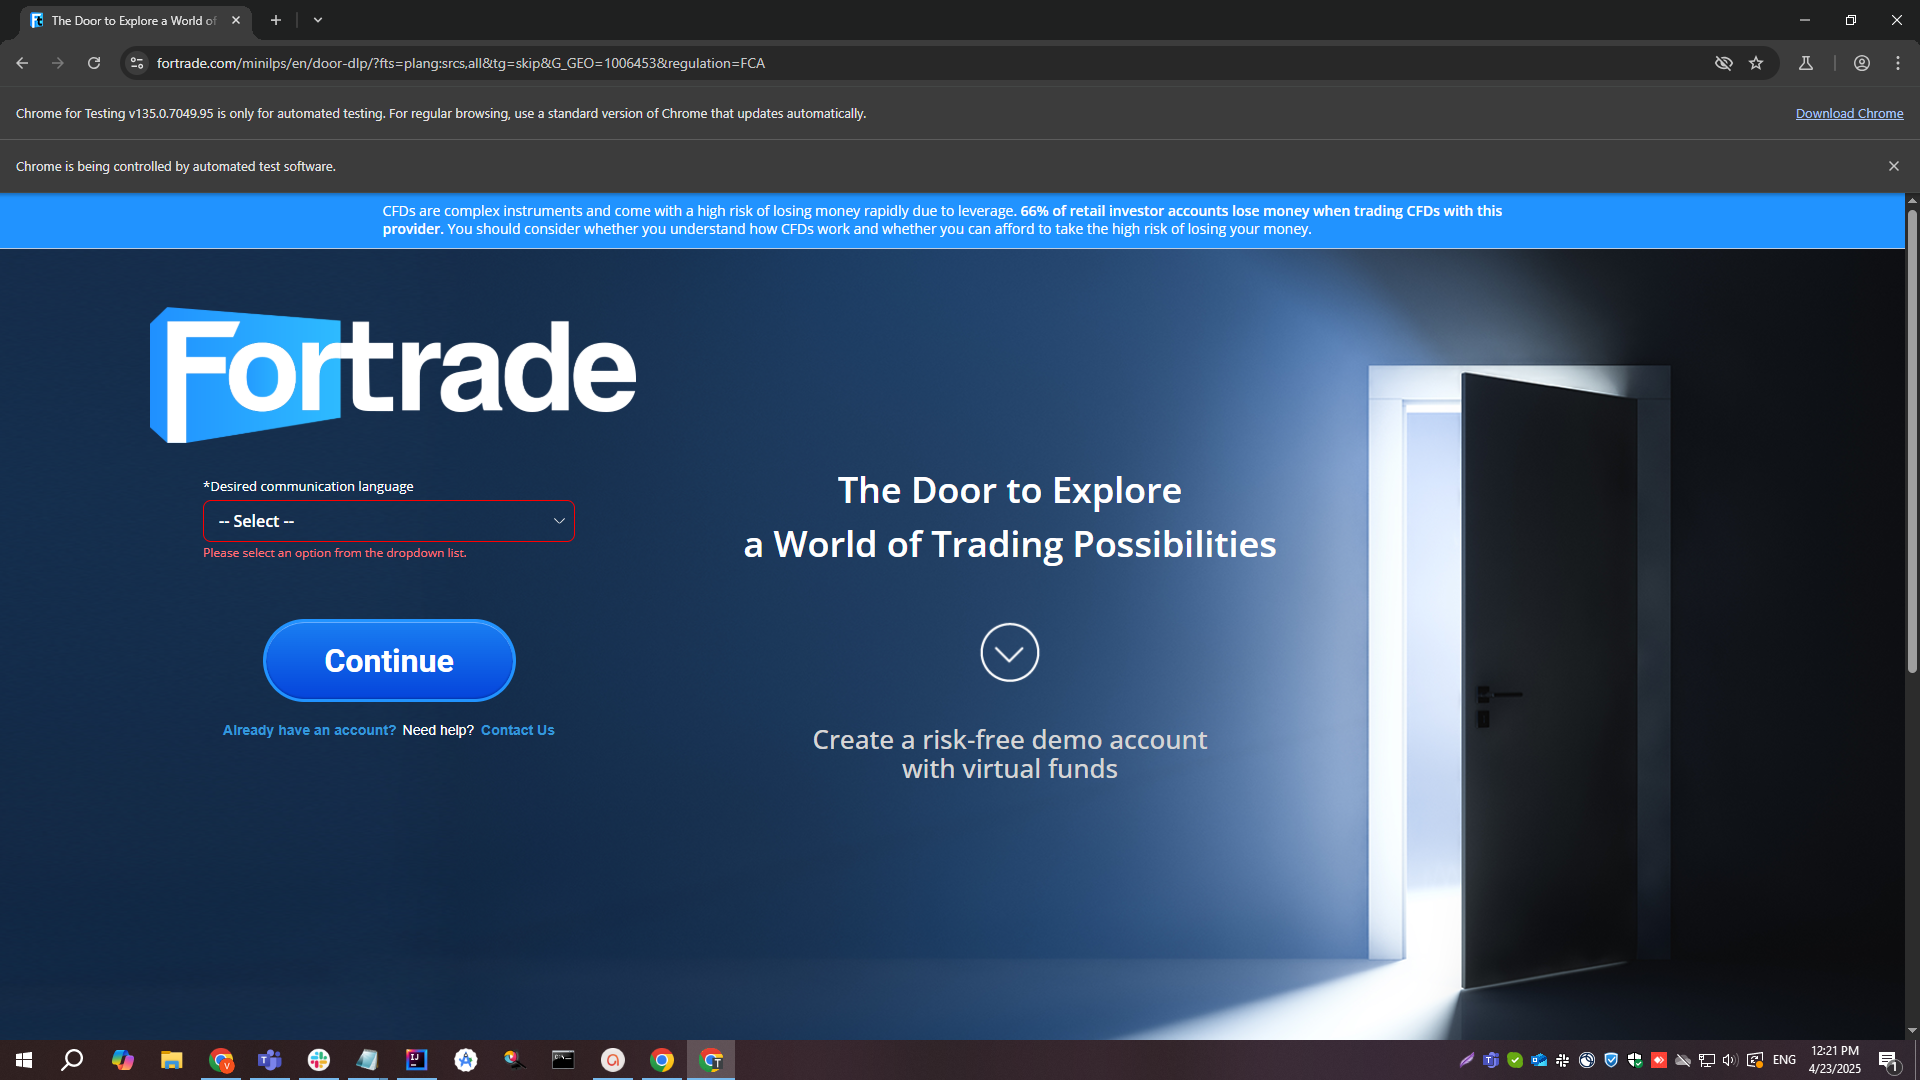 The Door to Explore a World of
fortrade.com/minilps/en/door-dlp/?fts=plang:srcs,all&tg=skip&G_GEO=1006453&regulation=FCA
Chrome for Testing v135.0.7049.95 is only for automated testing. For regular browsing, use a standard version of Chrome that updates automatically.
Download Chrome
Chrome is being controlled by automated test software.
CFDs are complex instruments and come with a high risk of losing money rapidly due to leverage. 66% of retail investor accounts lose money when trading CFDs with this
provider. You should consider whether you understand how CFDs work and whether you can afford to take the high risk of losing your money.
Fortrade
*Desired communication language
-- Select --
Please select an option from the dropdown list.
Continue
Already have an account? Need help? Contact Us
The Door to Explore
a World of Trading Possibilities
Create a risk-free demo account
with virtual funds
ENG
12:21 PM
4/23/2025
1